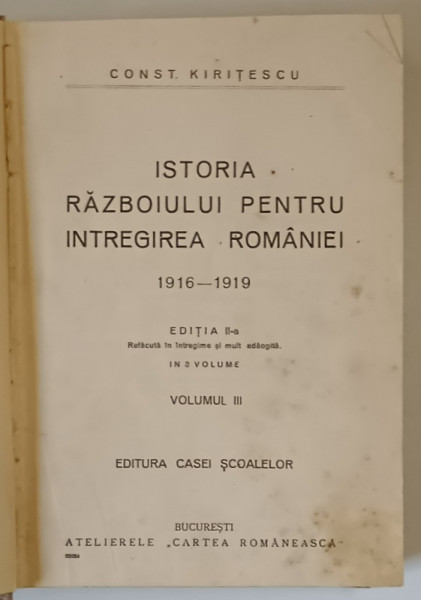 CONST. KIRIȚESCU
ISTORIA
RĂZBOIULUI PENTRU
INTREGIREA ROMÂNIEI
1916—1919
EDIȚIA II-a
Refăcută în întregime și mult adăogită.
IN 3 VOLUME
VOLUMUL III
EDITURA CASEI ȘCOALELOR
BUCUREȘTI
ATELIERELE „CARTEA ROMÂNEASCĂ